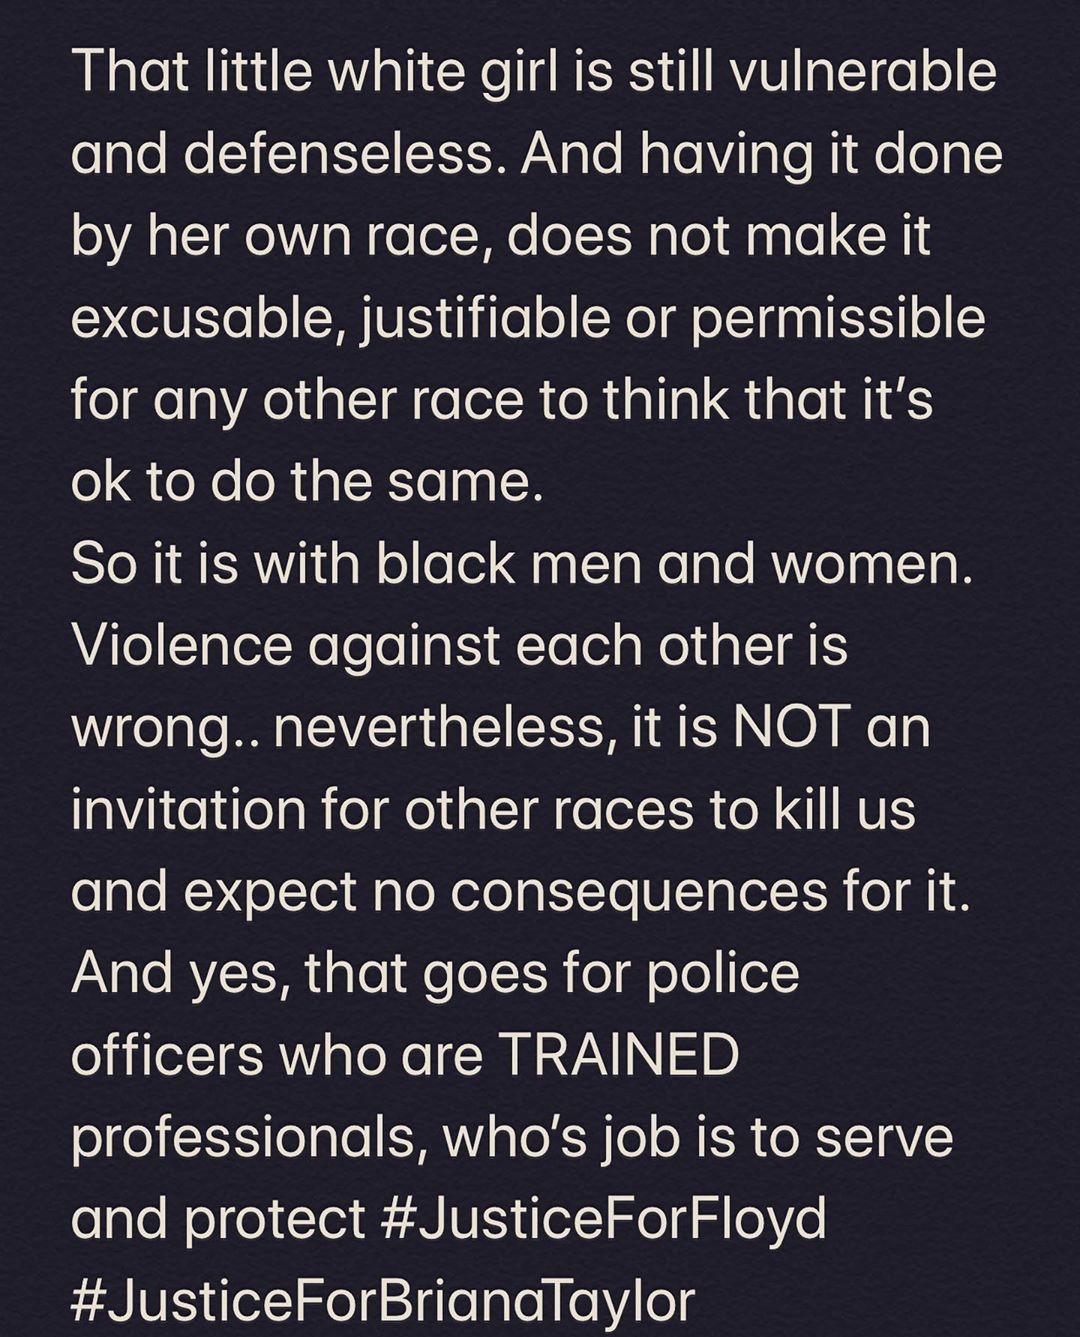 That little white girl is still vulnerable
and defenseless. And having it done
by her own race, does not make it
excusable, justifiable or permissible
for any other race to think that it’s
ok to do the same.
So it is with black men and women.
Violence against each other is
wrong.. nevertheless, it is NOT an
invitation for other races to kill us
and expect no consequences for it.
And yes, that goes for police
officers who are TRAINED
professionals, who’s job is to serve
and protect #JusticeForFloyd
#JusticeForBrianaTaylor